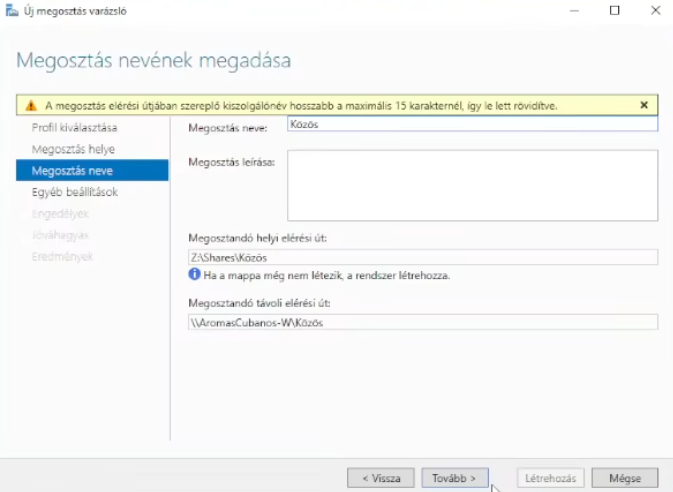 Új megosztás varázsló
Megosztás nevének megadása
A megosztás elérési útjában szereplő kiszolgálónév hosszabb a maximális 15 karakternél, így le lett rövidítve.
Profil kiválasztása
Megosztás helye
Megosztás neve
Egyéb beállítások
Engedélyek
Jóváhagyás
Eredmények
Megosztás neve: Közös
Megosztás leírása:
Megosztandó helyi elérési út:
Z:\Shares\Közös
Ha a mappa még nem létezik, a rendszer létrehozza.
Megosztandó távoli elérési út:
\\AromasCubanos-W\Közös
< Vissza Tovább > Létrehozás Mégse